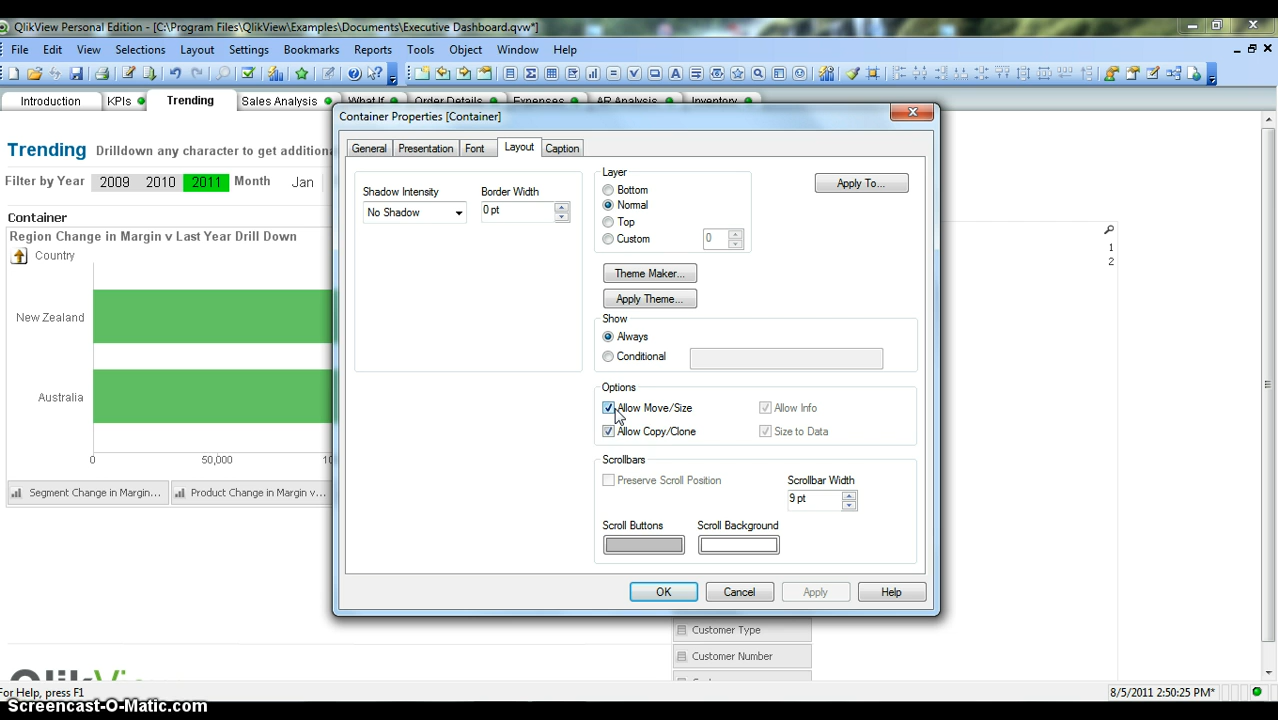 QlikView Personal Edition - [C:\Program Files\QlikView\Examples\Documents\Executive Dashboard.qvw*]
File Edit View Selections Layout Settings Bookmarks Reports Tools Object Window Help
Introduction KPIs Trending Sales Analysis What If Order Details Expenses AR Analysis Inventory
Container Properties [Container]
General Presentation Font Layout Caption
Trending Drilldown any character to get additiona
Filter by Year 2009 2010 2011 Month Jan
Container
Region Change in Margin v Last Year Drill Down
Country
New Zealand
Australia
0 50,000 10
Segment Change in Margin... Product Change in Margin v...
Shadow Intensity Border Width
No Shadow 0 pt
Layer
Bottom
Normal
Top
Custom 0
Apply To...
Theme Maker...
Apply Theme...
Show
Always
Conditional
Options
Allow Move/Size Allow Info
Allow Copy/Clone Size to Data
Scrollbars
Preserve Scroll Position Scrollbar Width
9 pt
Scroll Buttons Scroll Background
OK Cancel Apply Help
1
2
Customer Type
Customer Number
QlikVi
For Help, press F1 8/5/2011 2:50:25 PM*
Screencast-O-Matic.com